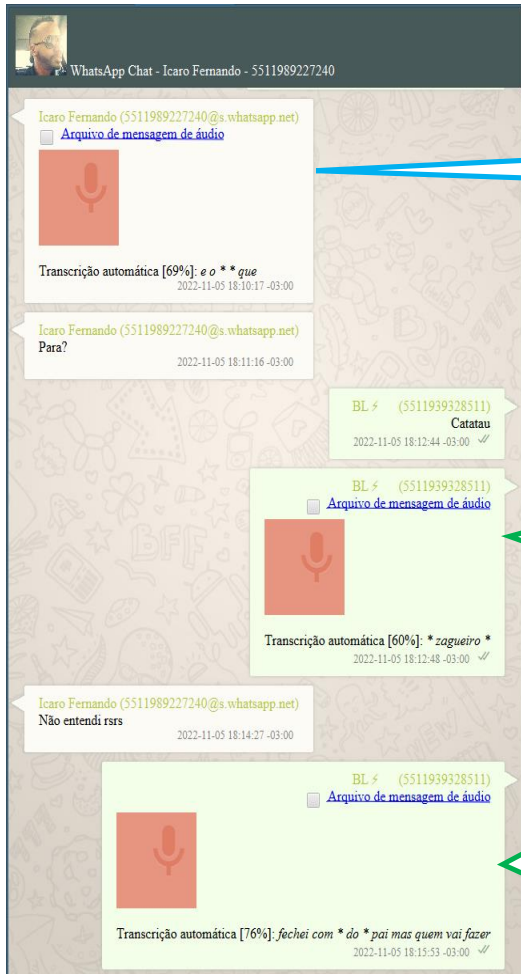 WhatsApp Chat - Icaro Fernando - 5511989227240
Icaro Fernando (5511989227240@s.whatsapp.net)
Arquivo de mensagem de áudio
Transcrição automática [69%]: e o * * que
2022-11-05 18:10:17 -03:00
Icaro Fernando (5511989227240@s.whatsapp.net)
Para?
2022-11-05 18:11:16 -03:00
BL ⚡ (5511939328511)
Catatau
2022-11-05 18:12:44 -03:00
BL ⚡ (5511939328511)
Arquivo de mensagem de áudio
Transcrição automática [60%]: * zagueiro *
2022-11-05 18:12:48 -03:00
Icaro Fernando (5511989227240@s.whatsapp.net)
Não entendi rsrs
2022-11-05 18:14:27 -03:00
BL ⚡ (5511939328511)
Arquivo de mensagem de áudio
Transcrição automática [76%]: fechei com * do * pai mas quem vai fazer
2022-11-05 18:15:53 -03:00